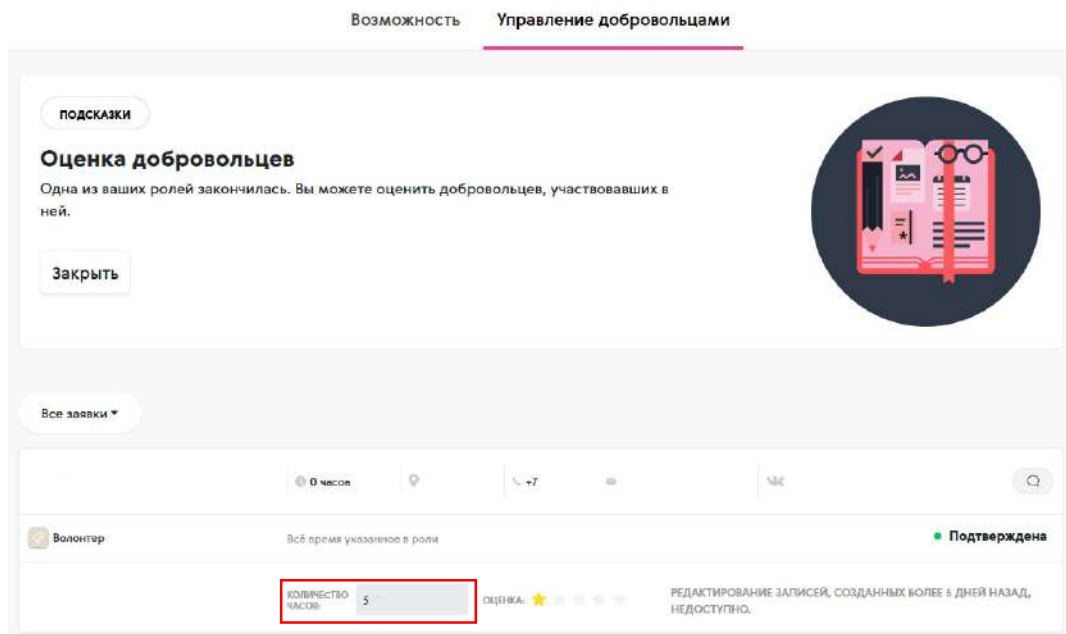 Возможность Управление добровольцами
ПОДСКАЗКИ
Оценка добровольцев
Одна из ваших ролей закончилась. Вы можете оценить добровольцев, участвовавших в
ней.
Закрыть
Все заявки
0 часов +7
Волонтер Всё время указанное в роли Подтверждена
КОЛИЧЕСТВО
ЧАСОВ: 5 ОЦЕНКА: РЕДАКТИРОВАНИЕ ЗАПИСЕЙ, СОЗДАННЫХ БОЛЕЕ 5 ДНЕЙ НАЗАД,
НЕДОСТУПНО.